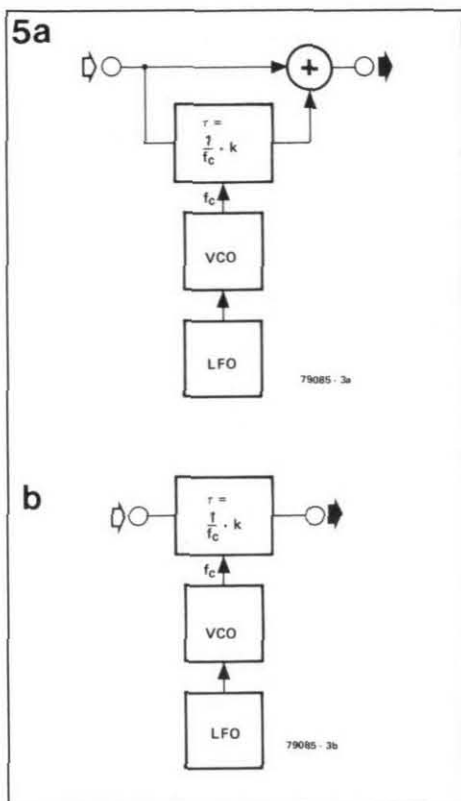 5a
+
τ =
1/fc · k
fc
VCO
LFO
79085 - 3a
b
τ =
1/fc · k
fc
VCO
LFO
79085 - 3b